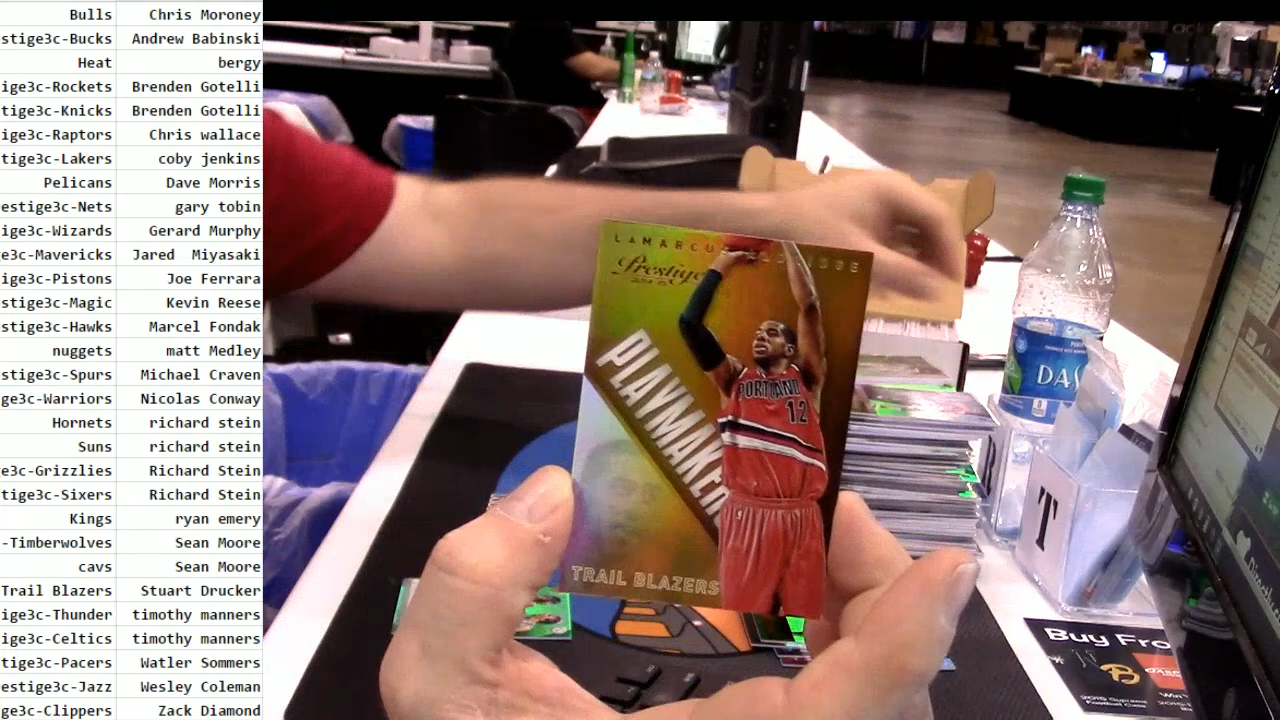 Bulls Chris Moroney
stige3c-Bucks Andrew Babinski
Heat bergy
ige3c-Rockets Brenden Gotelli
ige3c-Knicks Brenden Gotelli
ige3c-Raptors Chris wallace
tige3c-Lakers coby jenkins
Pelicans Dave Morris
estige3c-Nets gary tobin
ige3c-Wizards Gerard Murphy
e3c-Mavericks Jared Miyasaki
ige3c-Pistons Joe Ferrara
stige3c-Magic Kevin Reese
stige3c-Hawks Marcel Fondak
nuggets matt Medley
stige3c-Spurs Michael Craven
ge3c-Warriors Nicolas Conway
Hornets richard stein
Suns richard stein
e3c-Grizzlies Richard Stein
tige3c-Sixers Richard Stein
Kings ryan emery
-Timberwolves Sean Moore
cavs Sean Moore
Trail Blazers Stuart Drucker
ige3c-Thunder timothy manners
ige3c-Celtics timothy manners
tige3c-Pacers Watler Sommers
estige3c-Jazz Wesley Coleman
ge3c-Clippers Zack Diamond
LAMARCU
Prestige
PLAYMAKER
PORTLAND
12
TRAIL BLAZERS
DAS
T
Buy Fro